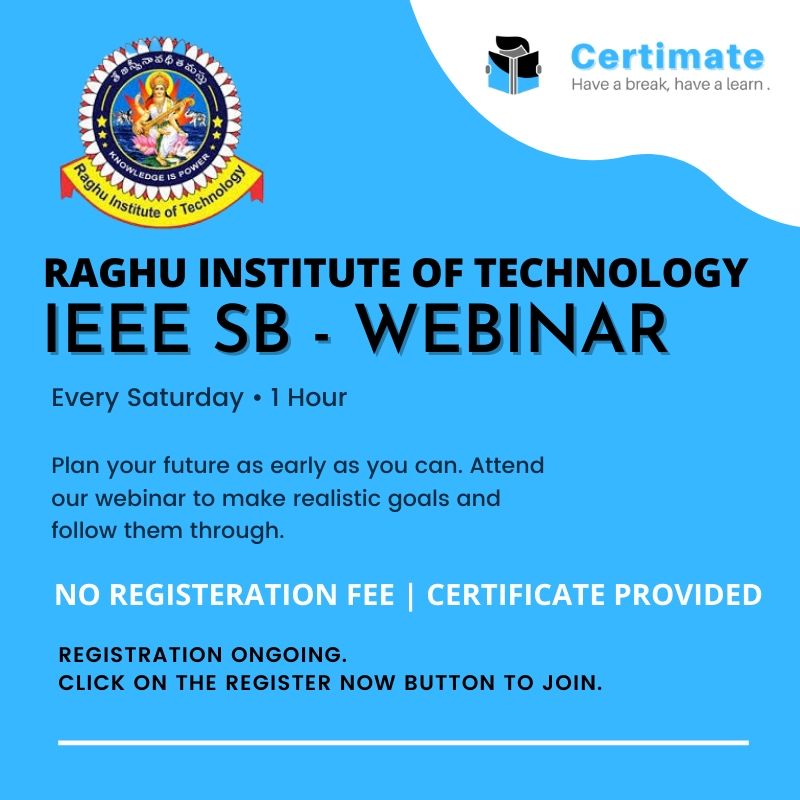 తేజస్వినావధీతమస్తు
KNOWLEDGE IS POWER
Raghu Institute of Technology
Certimate
Have a break, have a learn .
RAGHU INSTITUTE OF TECHNOLOGY
IEEE SB - WEBINAR
Every Saturday • 1 Hour
Plan your future as early as you can. Attend
our webinar to make realistic goals and
follow them through.
NO REGISTERATION FEE | CERTIFICATE PROVIDED
REGISTRATION ONGOING.
CLICK ON THE REGISTER NOW BUTTON TO JOIN.